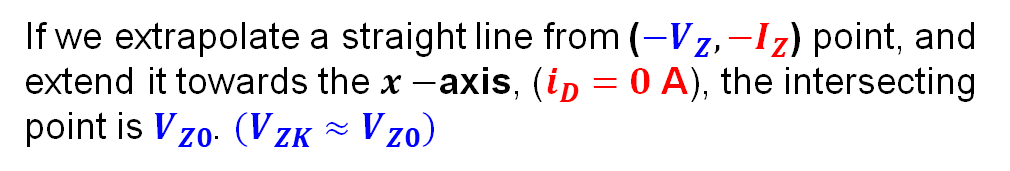 If we extrapolate a straight line from (−V_Z, −I_Z) point, and
extend it towards the x −axis, (i_D = 0 A), the intersecting
point is V_Z0. (V_ZK ≈ V_Z0)